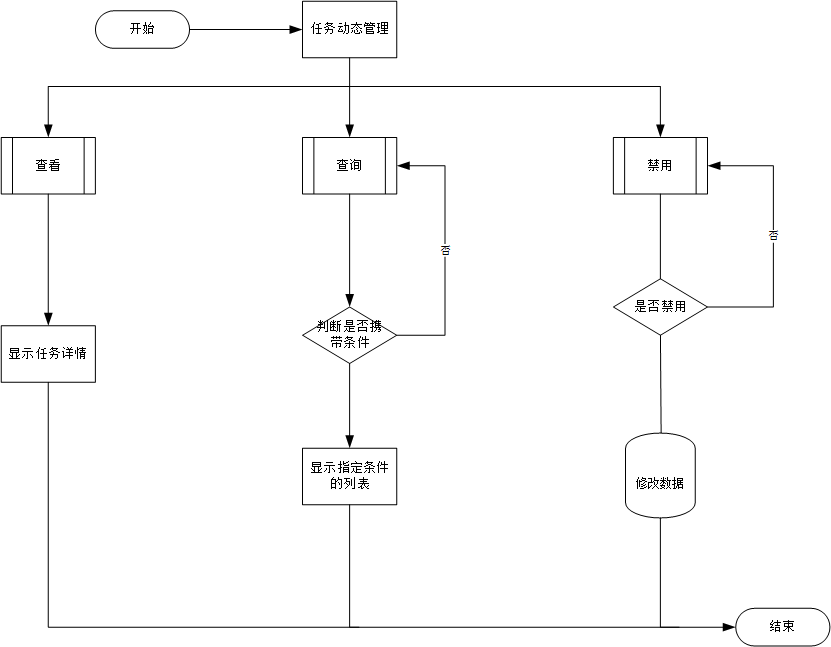 开始
任务动态管理
查看
查询
禁用
否
否
判断是否携
带条件
是否禁用
显示任务详情
显示指定条件
的列表
修改数据
结束